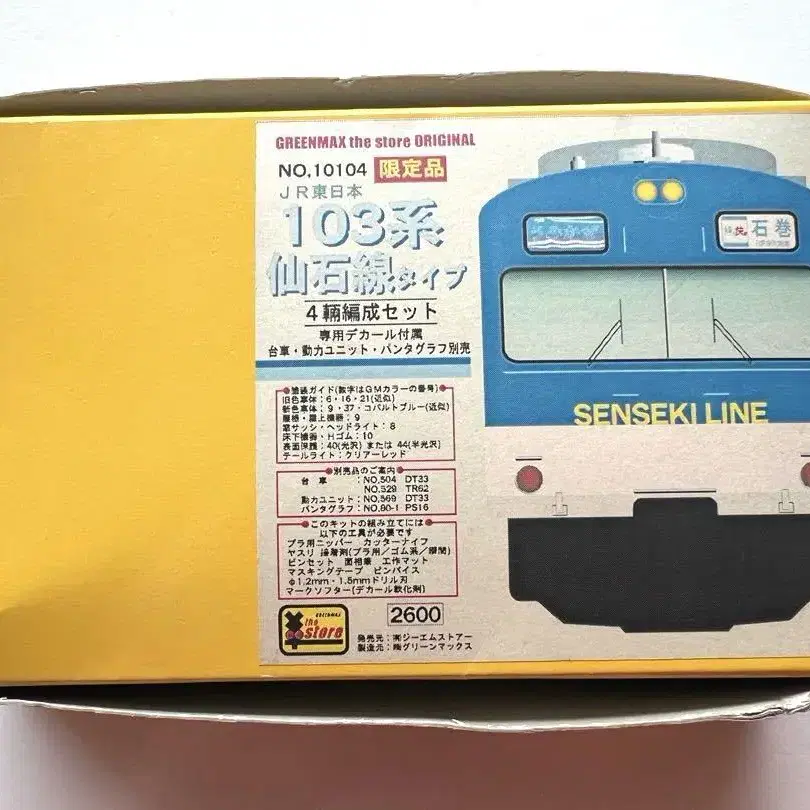 GREENMAX the store ORIGINAL
NO.10104 限定品
JR東日本
103系
仙石線タイプ
4輛編成セット
専用デカール付属
台車・動力ユニット・パンタグラフ別売
●塗装ガイド(数字はGMカラーの番号)●
旧色車体:6・16・21(近似)
新色車体:9・37・コバルトブルー(近似)
屋根・屋上機器:9
窓サッシ・ヘッドライト:8
床下機器・Hゴム:10
表面保護:40(光沢) または 44(半光沢)
テールライト:クリアーレッド
●別売品のご案内●
台 車 :NO.504 DT33
NO.529 TR62
動力ユニット:NO.569 DT33
パンタグラフ:NO.80-1 PS16
●このキットの組み立てには●
以下の工具が必要です
プラ用ニッパー カッターナイフ
ヤスリ 接着剤(プラ用/ゴム系/瞬間)
ピンセット 面相筆 工作マット
マスキングテープ ピンバイス
φ1.2mm・1.5mmドリル刃
マークソフター(デカール軟化剤)
GREENMAX
the
store
2600
発売元:㈲ジーエムストアー
製造元:㈱グリーンマックス
石巻
SENSEKI LINE